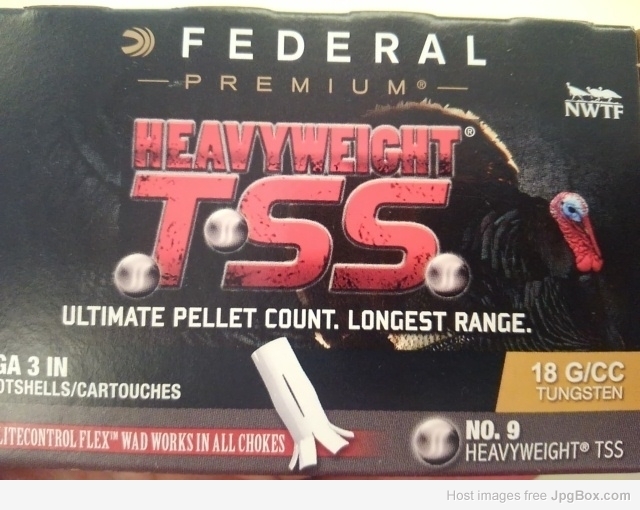 FEDERAL
PREMIUM®
NWTF
HEAVYWEIGHT®
T·S·S.
ULTIMATE PELLET COUNT. LONGEST RANGE.
GA 3 IN
OTSHELLS/CARTOUCHES
18 G/CC
TUNGSTEN
LITECONTROL FLEX™ WAD WORKS IN ALL CHOKES
NO. 9
HEAVYWEIGHT® TSS
Host images free JpgBox.com